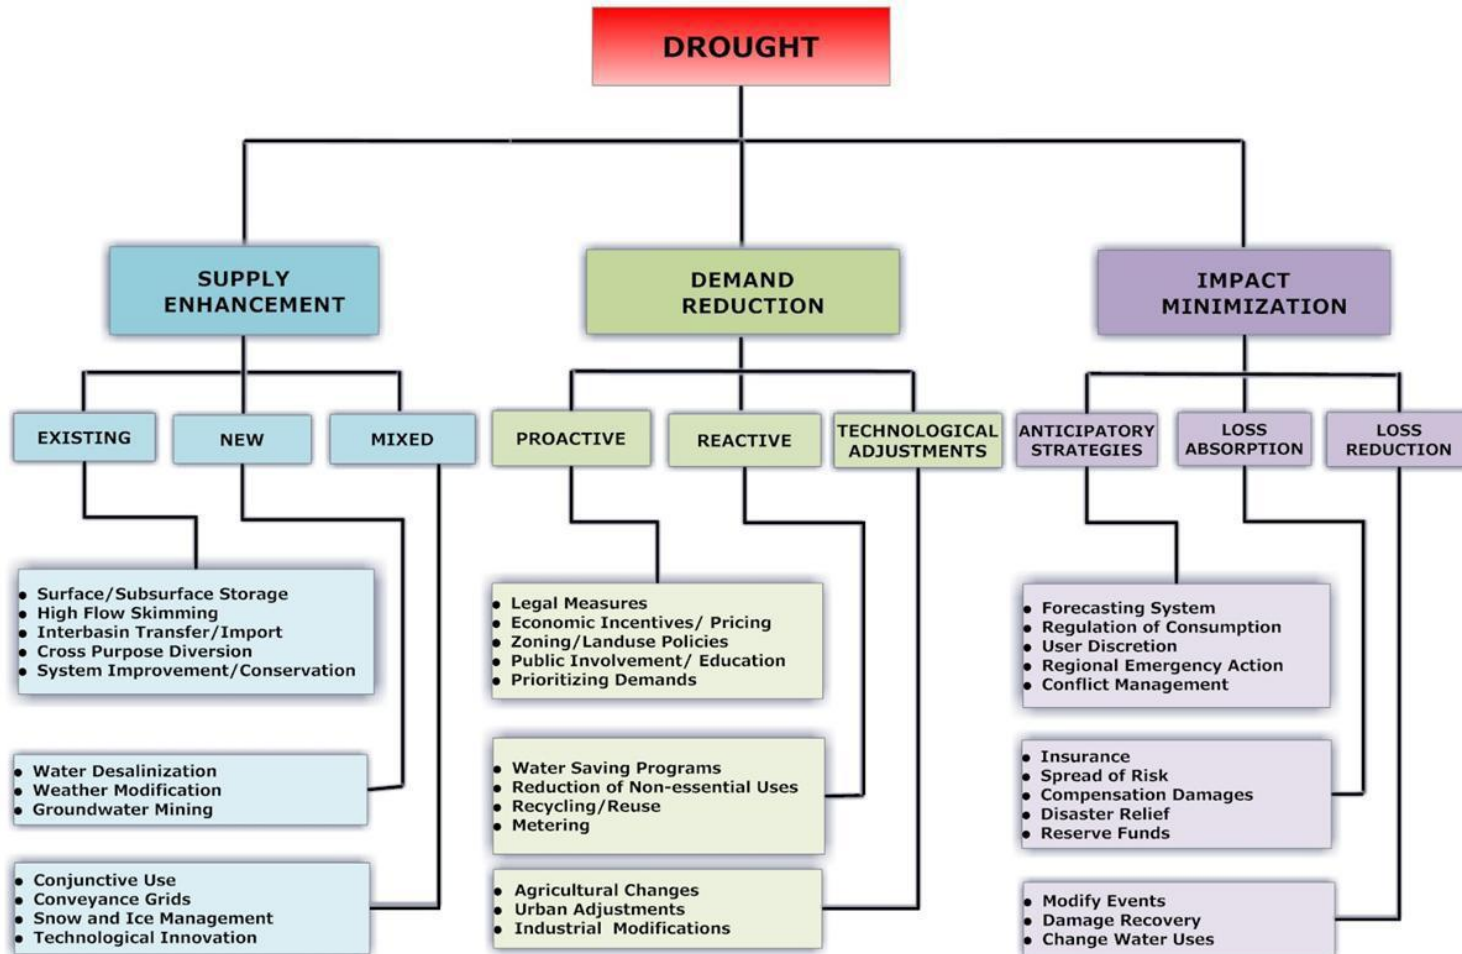 DROUGHT
SUPPLY
ENHANCEMENT
DEMAND
REDUCTION
IMPACT
MINIMIZATION
EXISTING
NEW
MIXED
PROACTIVE
REACTIVE
TECHNOLOGICAL
ADJUSTMENTS
ANTICIPATORY
STRATEGIES
LOSS
ABSORPTION
LOSS
REDUCTION
• Surface/Subsurface Storage
• High Flow Skimming
• Interbasin Transfer/Import
• Cross Purpose Diversion
• System Improvement/Conservation
• Water Desalinization
• Weather Modification
• Groundwater Mining
• Conjunctive Use
• Conveyance Grids
• Snow and Ice Management
• Technological Innovation
• Legal Measures
• Economic Incentives/ Pricing
• Zoning/Landuse Policies
• Public Involvement/ Education
• Prioritizing Demands
• Water Saving Programs
• Reduction of Non-essential Uses
• Recycling/Reuse
• Metering
• Agricultural Changes
• Urban Adjustments
• Industrial Modifications
• Forecasting System
• Regulation of Consumption
• User Discretion
• Regional Emergency Action
• Conflict Management
• Insurance
• Spread of Risk
• Compensation Damages
• Disaster Relief
• Reserve Funds
• Modify Events
• Damage Recovery
• Change Water Uses